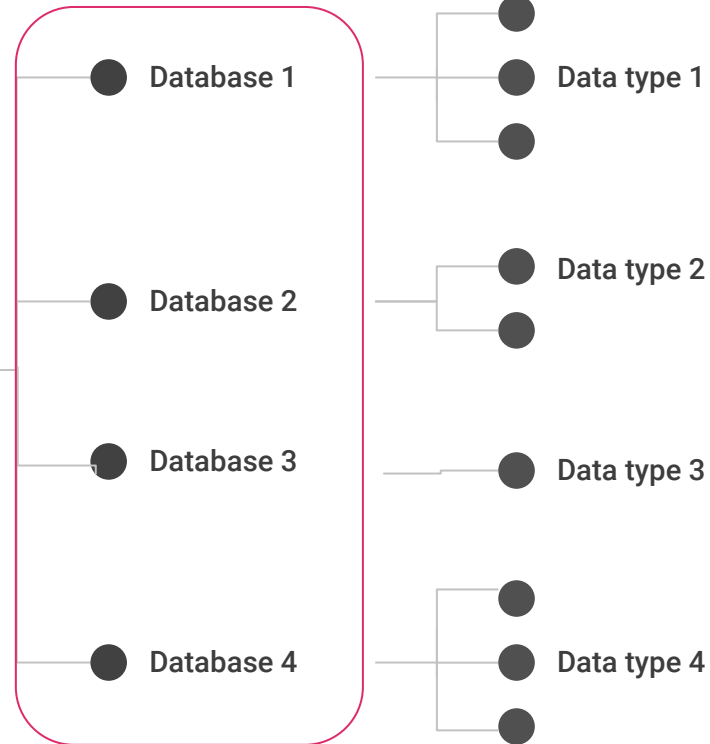 Database 1
Data type 1
Database 2
Data type 2
Database 3
Data type 3
Database 4
Data type 4